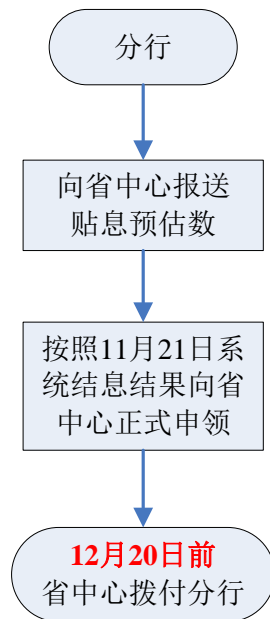 分行
向省中心报送
贴息预估数
按照11月21日系
统结息结果向省
中心正式申领
12月20日前
省中心拨付分行